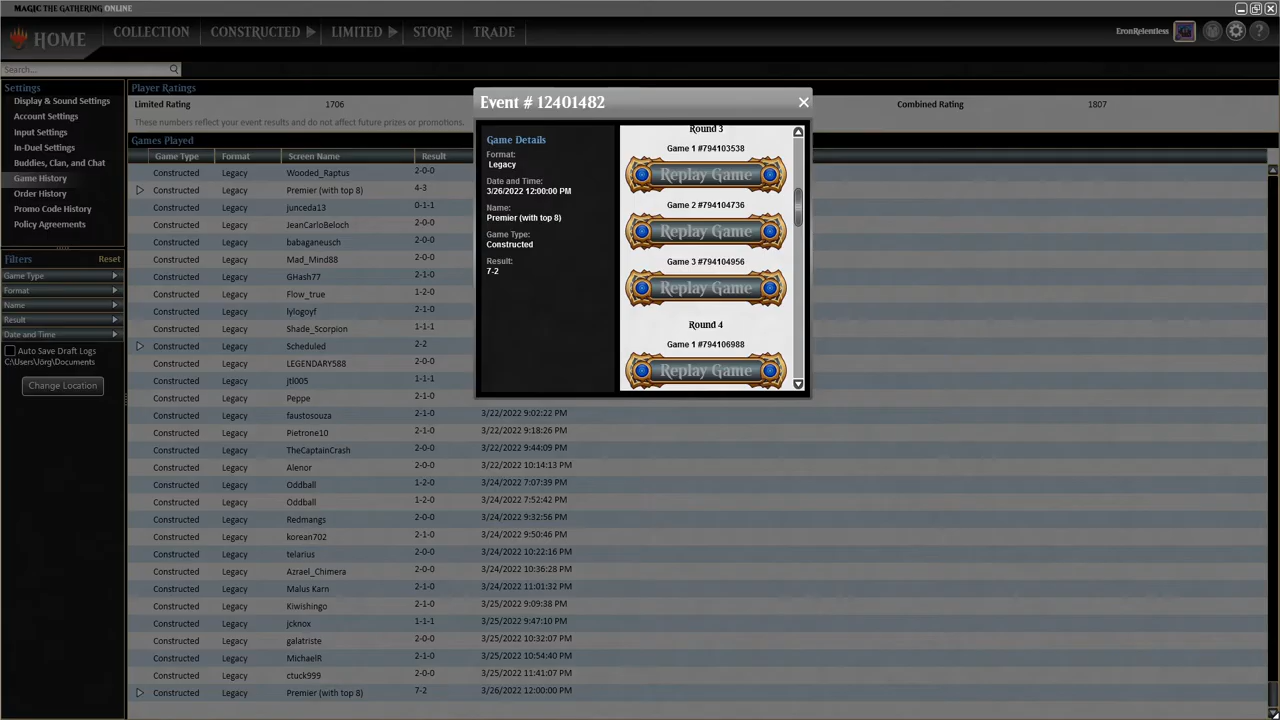 MAGIC THE GATHERING ONLINE
HOME COLLECTION CONSTRUCTED LIMITED STORE TRADE EronRelentless ?
Search...
Settings
Display & Sound Settings
Account Settings
Input Settings
In-Duel Settings
Buddies, Clan, and Chat
Game History
Order History
Promo Code History
Policy Agreements
Filters Reset
Game Type
Format
Name
Result
Date and Time
Auto Save Draft Logs
C:\Users\Jörg\Documents
Change Location
Player Ratings
Limited Rating 1706 Combined Rating 1807
These numbers reflect your event results and do not affect future prizes or promotions.
Games Played
Game Type Format Screen Name Result
Constructed Legacy Wooded_Raptus 2-0-0
Constructed Legacy Premier (with top 8) 4-3
Constructed Legacy junceda13 0-1-1
Constructed Legacy JeanCarloBeloch 2-0-0
Constructed Legacy babaganeusch 2-0-0
Constructed Legacy Mad_Mind88 2-0-0
Constructed Legacy GHash77 2-1-0
Constructed Legacy Flow_true 1-2-0
Constructed Legacy lylogoyf 2-1-0
Constructed Legacy Shade_Scorpion 1-1-1
Constructed Legacy Scheduled 2-2
Constructed Legacy LEGENDARY588 2-0-0
Constructed Legacy jtl005 1-1-1
Constructed Legacy Peppe 2-0-0
Constructed Legacy faustosouza 2-1-0 3/22/2022 9:02:22 PM
Constructed Legacy Pietrone10 2-1-0 3/22/2022 9:18:26 PM
Constructed Legacy TheCaptainCrash 2-0-0 3/22/2022 9:44:09 PM
Constructed Legacy Alenor 2-0-0 3/22/2022 10:14:13 PM
Constructed Legacy Oddball 1-2-0 3/24/2022 7:07:39 PM
Constructed Legacy Oddball 1-2-0 3/24/2022 7:52:42 PM
Constructed Legacy Redmangs 2-0-0 3/24/2022 9:32:56 PM
Constructed Legacy korean702 2-1-0 3/24/2022 9:50:46 PM
Constructed Legacy telarius 2-0-0 3/24/2022 10:22:16 PM
Constructed Legacy Azrael_Chimera 2-0-0 3/24/2022 10:36:28 PM
Constructed Legacy Malus Karn 2-1-0 3/24/2022 11:01:32 PM
Constructed Legacy Kiwishingo 2-1-0 3/25/2022 9:09:38 PM
Constructed Legacy jcknox 1-1-1 3/25/2022 9:47:10 PM
Constructed Legacy galatriste 2-0-0 3/25/2022 10:32:07 PM
Constructed Legacy MichaelR 2-1-0 3/25/2022 10:54:40 PM
Constructed Legacy ctuck999 2-0-0 3/25/2022 11:41:07 PM
Constructed Legacy Premier (with top 8) 7-2 3/26/2022 12:00:00 PM
Event # 12401482
Game Details
Format:
Legacy
Date and Time:
3/26/2022 12:00:00 PM
Name:
Premier (with top 8)
Game Type:
Constructed
Result:
7-2
Round 3
Game 1 #794103538
Replay Game
Game 2 #794104736
Replay Game
Game 3 #794104956
Replay Game
Round 4
Game 1 #794106988
Replay Game